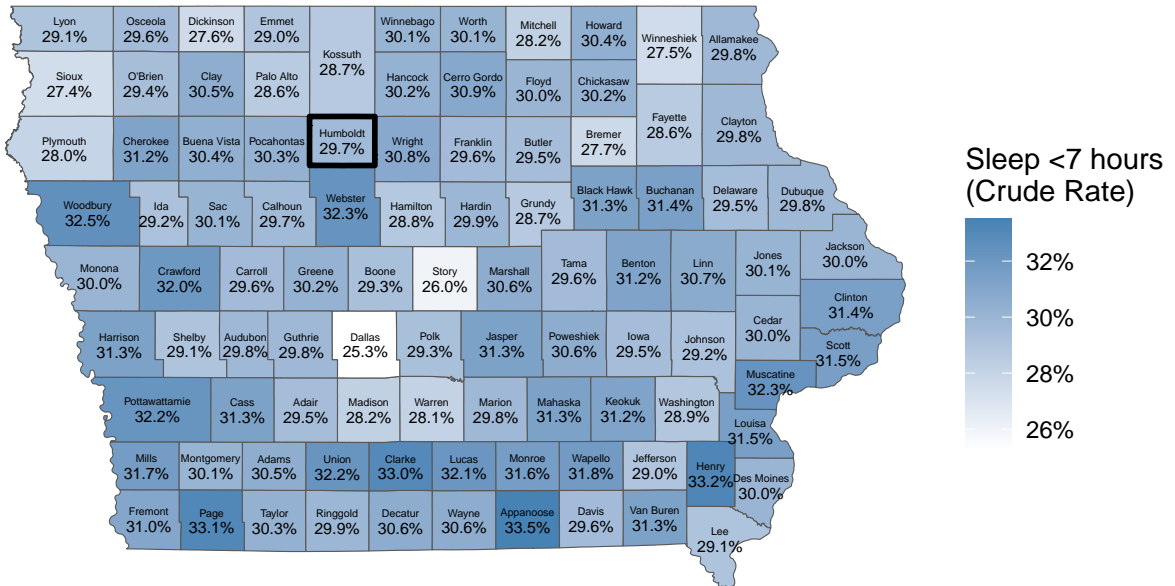 Lyon
29.1%
Osceola
29.6%
Dickinson
27.6%
Emmet
29.0%
Kossuth
28.7%
Winnebago
30.1%
Worth
30.1%
Mitchell
28.2%
Howard
30.4%
Winneshiek
27.5%
Allamakee
29.8%
Sioux
27.4%
O'Brien
29.4%
Clay
30.5%
Palo Alto
28.6%
Hancock
30.2%
Cerro Gordo
30.9%
Floyd
30.0%
Chickasaw
30.2%
Fayette
28.6%
Clayton
29.8%
Plymouth
28.0%
Cherokee
31.2%
Buena Vista
30.4%
Pocahontas
30.3%
Humboldt
29.7%
Wright
30.8%
Franklin
29.6%
Butler
29.5%
Bremer
27.7%
Woodbury
32.5%
Ida
29.2%
Sac
30.1%
Calhoun
29.7%
Webster
32.3%
Hamilton
28.8%
Hardin
29.9%
Grundy
28.7%
Black Hawk
31.3%
Buchanan
31.4%
Delaware
29.5%
Dubuque
29.8%
Monona
30.0%
Crawford
32.0%
Carroll
29.6%
Greene
30.2%
Boone
29.3%
Story
26.0%
Marshall
30.6%
Tama
29.6%
Benton
31.2%
Linn
30.7%
Jones
30.1%
Jackson
30.0%
Clinton
31.4%
Harrison
31.3%
Shelby
29.1%
Audubon
29.8%
Guthrie
29.8%
Dallas
25.3%
Polk
29.3%
Jasper
31.3%
Poweshiek
30.6%
Iowa
29.5%
Johnson
29.2%
Cedar
30.0%
Scott
31.5%
Muscatine
32.3%
Pottawattamie
32.2%
Cass
31.3%
Adair
29.5%
Madison
28.2%
Warren
28.1%
Marion
29.8%
Mahaska
31.3%
Keokuk
31.2%
Washington
28.9%
Louisa
31.5%
Mills
31.7%
Montgomery
30.1%
Adams
30.5%
Union
32.2%
Clarke
33.0%
Lucas
32.1%
Monroe
31.6%
Wapello
31.8%
Jefferson
29.0%
Henry
33.2%
Des Moines
30.0%
Fremont
31.0%
Page
33.1%
Taylor
30.3%
Ringgold
29.9%
Decatur
30.6%
Wayne
30.6%
Appanoose
33.5%
Davis
29.6%
Van Buren
31.3%
Lee
29.1%
Sleep <7 hours
(Crude Rate)
32%
30%
28%
26%